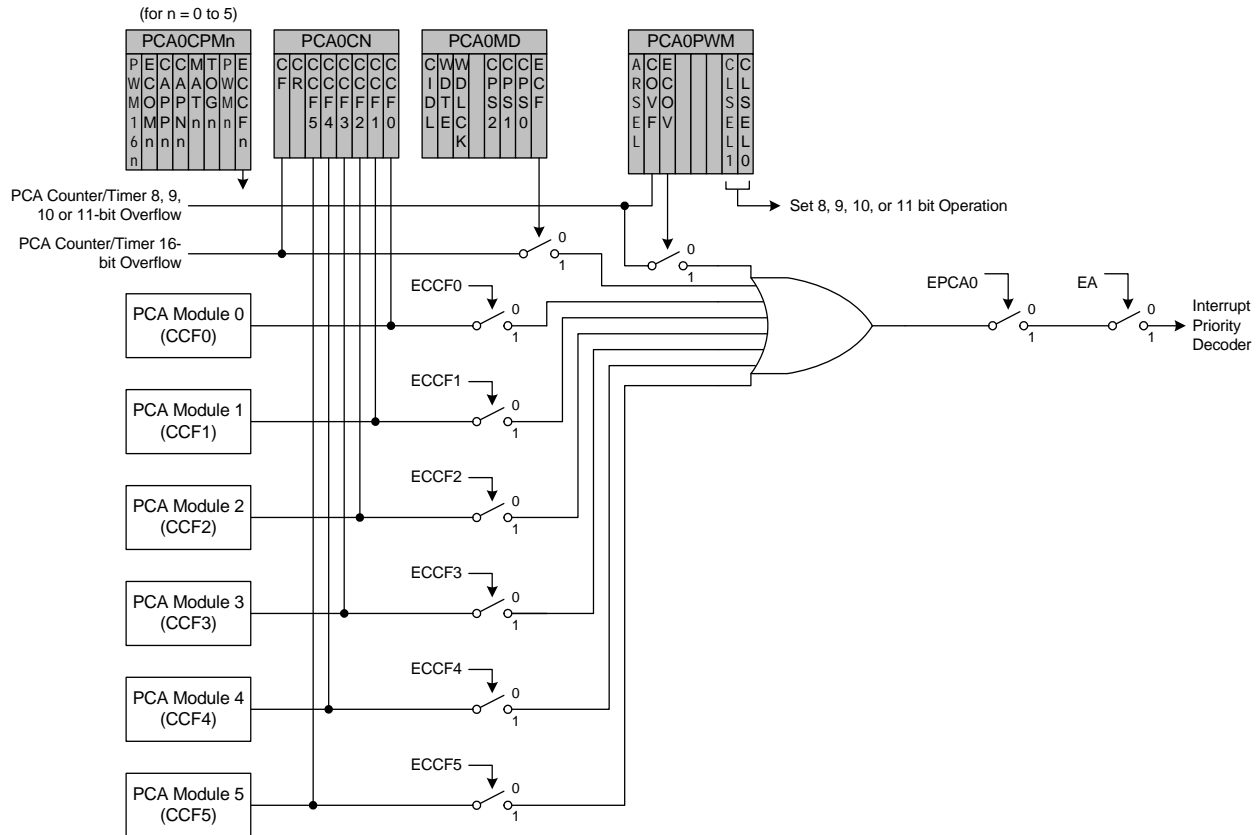 (for n = 0 to 5)
PCA0CPMn
PWM16n
ECOMn
CAPPn
CAPNn
MATn
TOGn
PWMn
ECCFn
PCA0CN
CF
CR
CCF5
CCF4
CCF3
CCF2
CCF1
CCF0
PCA0MD
CIDL
WDTE
WDLCK
CPS2
CPS1
CPS0
ECF
PCA0PWM
ARSEL
COVF
ECOV
CLSEL1
CLSEL0
PCA Counter/Timer 8, 9,
10 or 11-bit Overflow
Set 8, 9, 10, or 11 bit Operation
PCA Counter/Timer 16-
bit Overflow
0
1
0
1
PCA Module 0
(CCF0)
ECCF0
0
1
EPCA0
0
1
EA
0
1
Interrupt
Priority
Decoder
PCA Module 1
(CCF1)
ECCF1
0
1
PCA Module 2
(CCF2)
ECCF2
0
1
PCA Module 3
(CCF3)
ECCF3
0
1
PCA Module 4
(CCF4)
ECCF4
0
1
PCA Module 5
(CCF5)
ECCF5
0
1